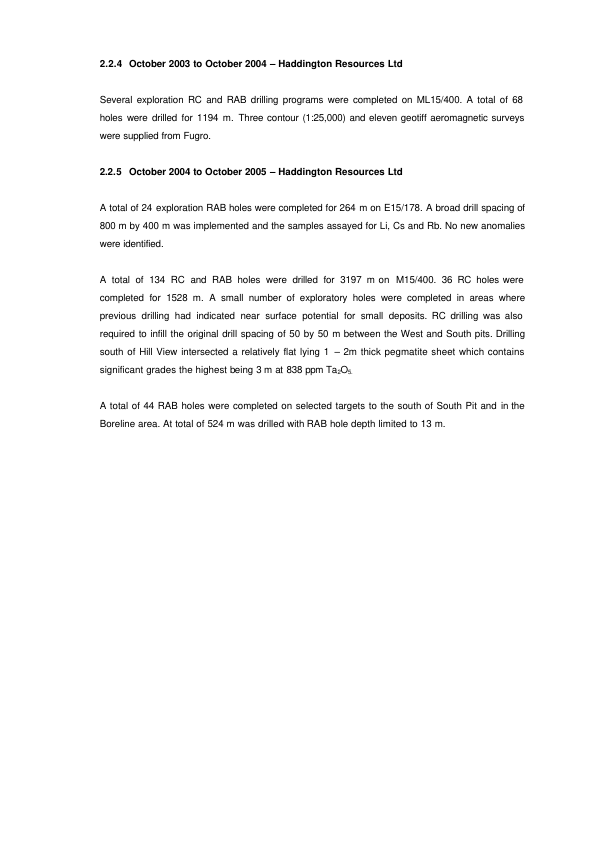 2.2.4 October 2003 to October 2004 – Haddington Resources Ltd
Several exploration RC and RAB drilling programs were completed on ML15/400. A total of 68
holes were drilled for 1194 m. Three contour (1:25,000) and eleven geotiff aeromagnetic surveys
were supplied from Fugro.
2.2.5 October 2004 to October 2005 – Haddington Resources Ltd
A total of 24 exploration RAB holes were completed for 264 m on E15/178. A broad drill spacing of
800 m by 400 m was implemented and the samples assayed for Li, Cs and Rb. No new anomalies
were identified.
A total of 134 RC and RAB holes were drilled for 3197 m on M15/400. 36 RC holes were
completed for 1528 m. A small number of exploratory holes were completed in areas where
previous drilling had indicated near surface potential for small deposits. RC drilling was also
required to infill the original drill spacing of 50 by 50 m between the West and South pits. Drilling
south of Hill View intersected a relatively flat lying 1 – 2m thick pegmatite sheet which contains
significant grades the highest being 3 m at 838 ppm Ta₂O₅.
A total of 44 RAB holes were completed on selected targets to the south of South Pit and in the
Boreline area. At total of 524 m was drilled with RAB hole depth limited to 13 m.